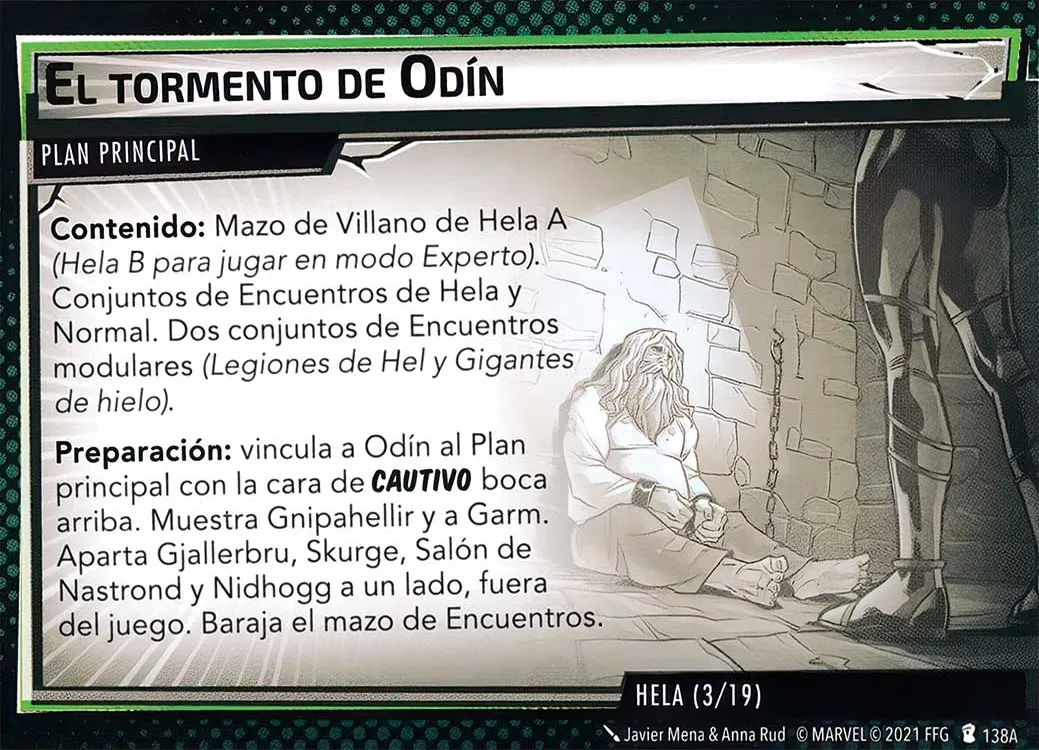 El tormento de Odín
PLAN PRINCIPAL
Contenido: Mazo de Villano de Hela A
(Hela B para jugar en modo Experto).
Conjuntos de Encuentros de Hela y
Normal. Dos conjuntos de Encuentros
modulares (Legiones de Hel y Gigantes
de hielo).
Preparación: vincula a Odín al Plan
principal con la cara de CAUTIVO boca
arriba. Muestra Gnipahellir y a Garm.
Aparta Gjallerbru, Skurge, Salón de
Nastrond y Nidhogg a un lado, fuera
del juego. Baraja el mazo de Encuentros.
HELA (3/19)
Javier Mena & Anna Rud © MARVEL © 2021 FFG 138A